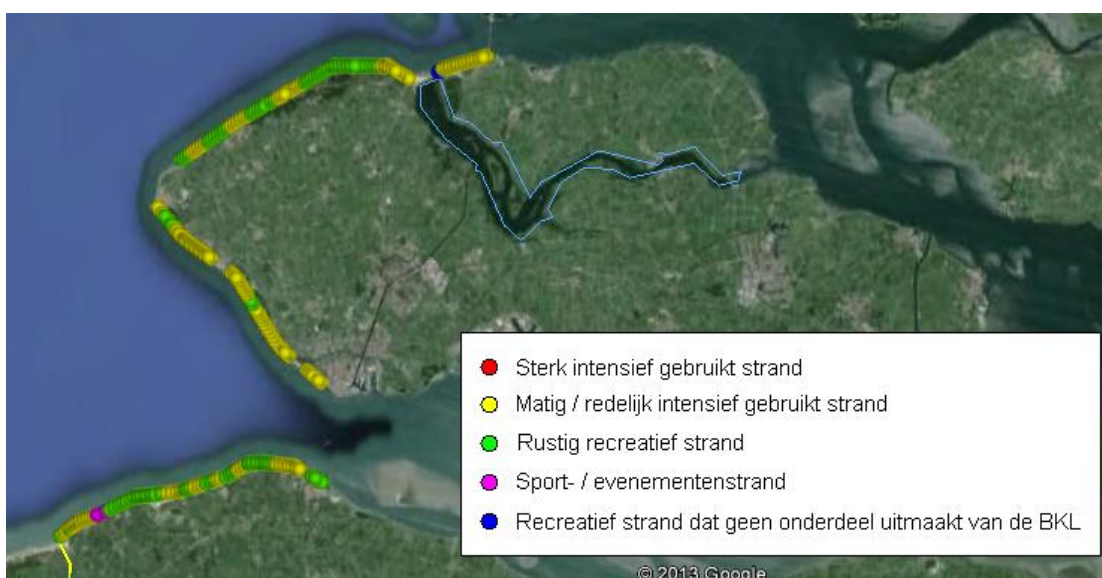 Sterk intensief gebruikt strand
Matig / redelijk intensief gebruikt strand
Rustig recreatief strand
Sport- / evenementenstrand
Recreatief strand dat geen onderdeel uitmaakt van de BKL
© 2013 Google